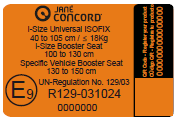 JANÉ
CONCORD
I-Size Universal ISOFIX
40 to 105 cm / ≤ 18Kg
I-Size Booster Seat
100 to 130 cm
Specific Vehicle Booster Seat
130 to 150 cm
UN-Regulation No. 129/03
E9
R129-031024
0000000